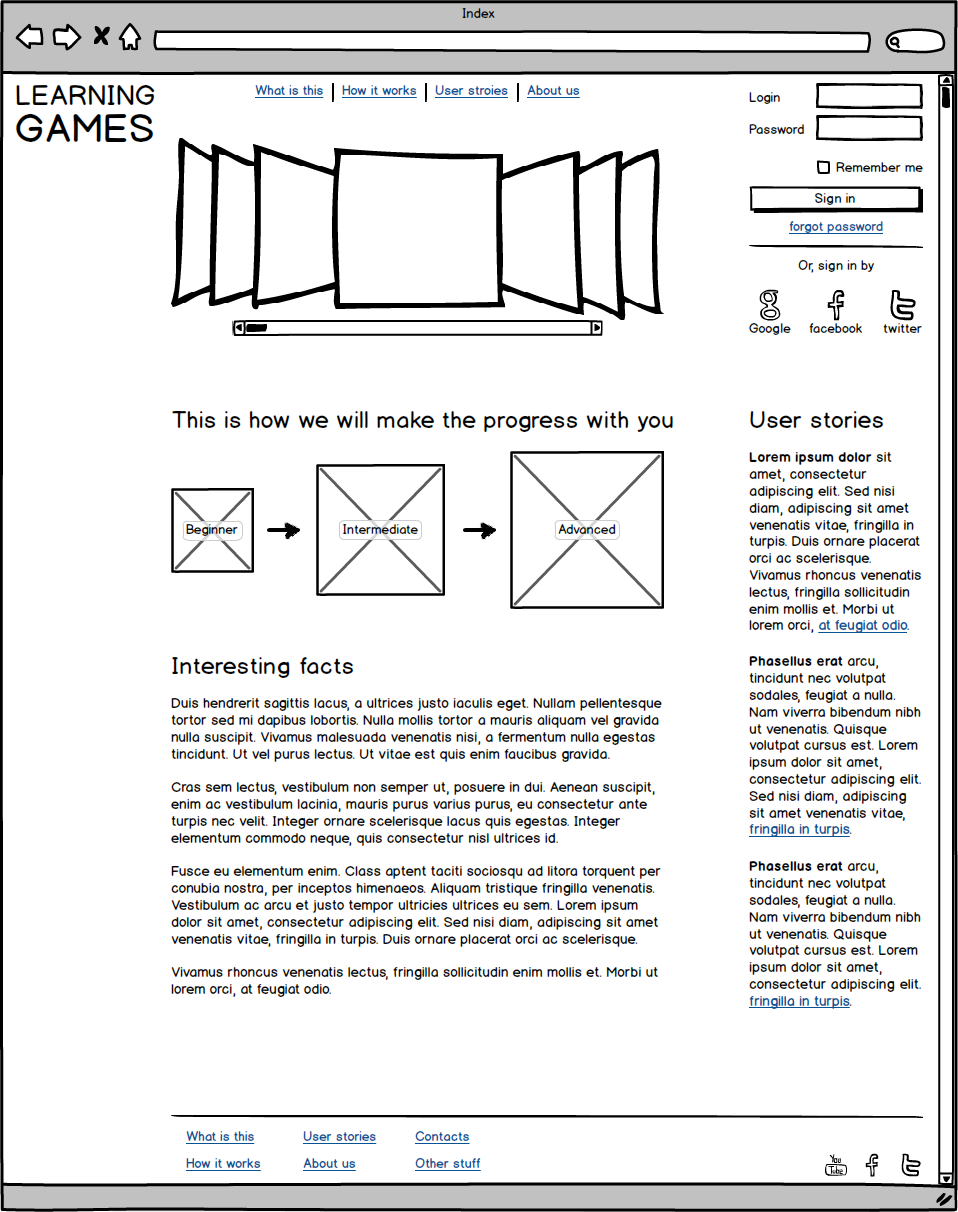 Index
LEARNING
GAMES
What is this
How it works
User stroies
About us
Login
Password
Remember me
Sign in
forgot password
Or, sign in by
Google
facebook
twitter
This is how we will make the progress with you
Beginner
Intermediate
Advanced
Interesting facts
Duis hendrerit sagittis lacus, a ultrices justo iaculis eget. Nullam pellentesque
tortor sed mi dapibus lobortis. Nulla mollis tortor a mauris aliquam vel gravida
nulla suscipit. Vivamus malesuada venenatis nisi, a fermentum nulla egestas
tincidunt. Ut vel purus lectus. Ut vitae est quis enim faucibus gravida.
Cras sem lectus, vestibulum non semper ut, posuere in dui. Aenean suscipit,
enim ac vestibulum lacinia, mauris purus varius purus, eu consectetur ante
turpis nec velit. Integer ornare scelerisque lacus quis egestas. Integer
elementum commodo neque, quis consectetur nisl ultrices id.
Fusce eu elementum enim. Class aptent taciti sociosqu ad litora torquent per
conubia nostra, per inceptos himenaeos. Aliquam tristique fringilla venenatis.
Vestibulum ac arcu et justo tempor ultricies ultrices eu sem. Lorem ipsum
dolor sit amet, consectetur adipiscing elit. Sed nisi diam, adipiscing sit amet
venenatis vitae, fringilla in turpis. Duis ornare placerat orci ac scelerisque.
Vivamus rhoncus venenatis lectus, fringilla sollicitudin enim mollis et. Morbi ut
lorem orci, at feugiat odio.
User stories
Lorem ipsum dolor sit
amet, consectetur
adipiscing elit. Sed nisi
diam, adipiscing sit amet
venenatis vitae, fringilla in
turpis. Duis ornare placerat
orci ac scelerisque.
Vivamus rhoncus venenatis
lectus, fringilla sollicitudin
enim mollis et. Morbi ut
lorem orci, at feugiat odio.
Phasellus erat arcu,
tincidunt nec volutpat
sodales, feugiat a nulla.
Nam viverra bibendum nibh
ut venenatis. Quisque
volutpat cursus est. Lorem
ipsum dolor sit amet,
consectetur adipiscing elit.
Sed nisi diam, adipiscing
sit amet venenatis vitae,
fringilla in turpis.
Phasellus erat arcu,
tincidunt nec volutpat
sodales, feugiat a nulla.
Nam viverra bibendum nibh
ut venenatis. Quisque
volutpat cursus est. Lorem
ipsum dolor sit amet,
consectetur adipiscing elit.
fringilla in turpis.
What is this
User stories
Contacts
How it works
About us
Other stuff
You
Tube